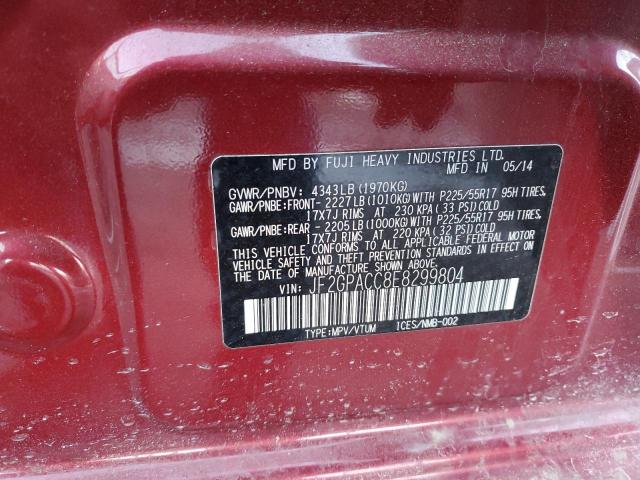 MFD BY FUJI HEAVY INDUSTRIES LTD.
MFD IN 05/14
GVWR/PNBV: 4343LB (1970KG)
GAWR/PNBE:FRONT- 2227LB (1010KG) WITH P225/55R17 95H TIRES,
17X7J RIMS AT 230 KPA ( 33 PSI) COLD
GAWR/PNBE:REAR - 2205LB (1000KG) WITH P225/55R17 95H TIRES,
17X7J RIMS AT 220 KPA ( 32 PSI) COLD
THIS VEHICLE CONFORMS TO ALL APPLICABLE FEDERAL MOTOR
VEHICLE SAFETY AND BUMPER STANDARDS IN EFFECT ON
THE DATE OF MANUFACTURE SHOWN ABOVE.
VIN: JF2GPACC8E8299804
TYPE:MPV/VTUM ICES/NMB-002